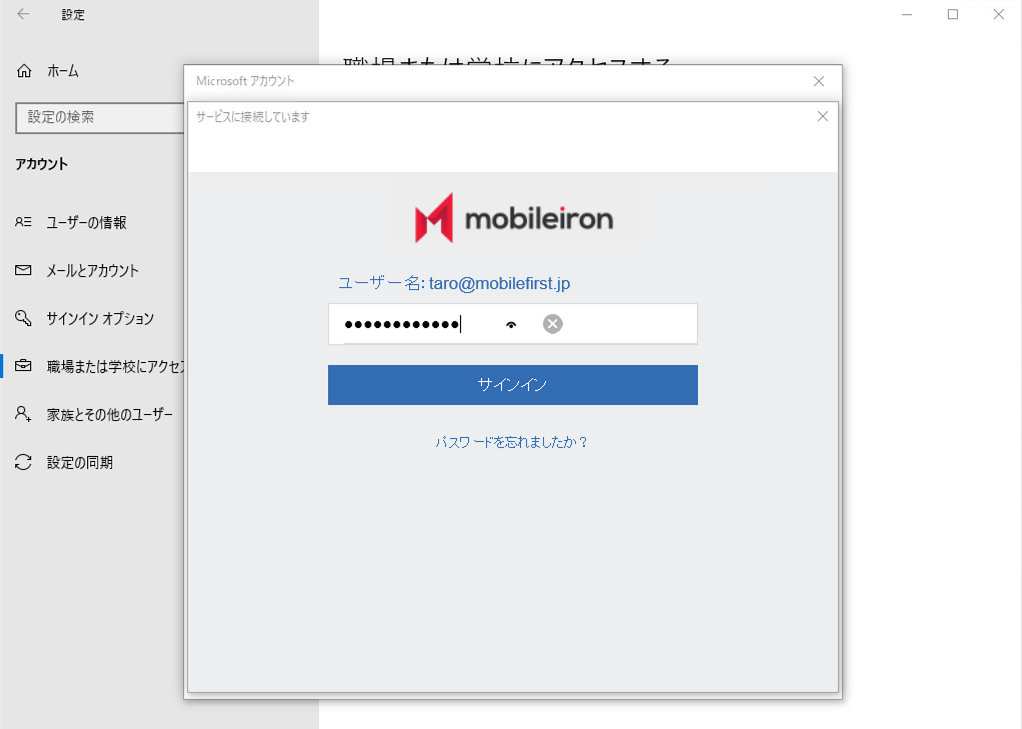 設定
ホーム
設定の検索
アカウント
ユーザーの情報
メールとアカウント
サインイン オプション
職場または学校にアクセス
家族とその他のユーザー
設定の同期
職場または学校にアクセスする
Microsoft アカウント
サービスに接続しています
mobileiron
ユーザー名: taro@mobilefirst.jp
●●●●●●●●●●●●
サインイン
パスワードを忘れましたか？